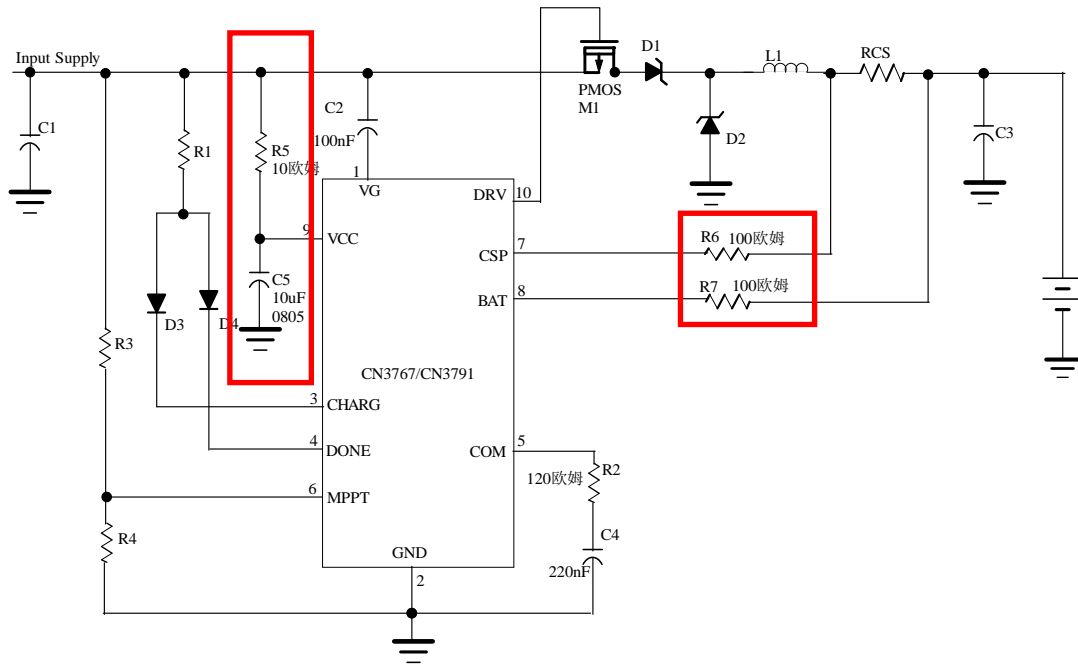 Input Supply
C1
R1
R5
10欧姆
C2
100nF
PMOS
M1
D1
D2
L1
RCS
C3
1
VG
DRV
10
9
VCC
CSP
7
R6 100欧姆
BAT
8
R7 100欧姆
C5
10uF
0805
D3
D4
R3
CN3767/CN3791
3
CHARG
4
DONE
COM
5
120欧姆
R2
6
MPPT
R4
GND
2
C4
220nF